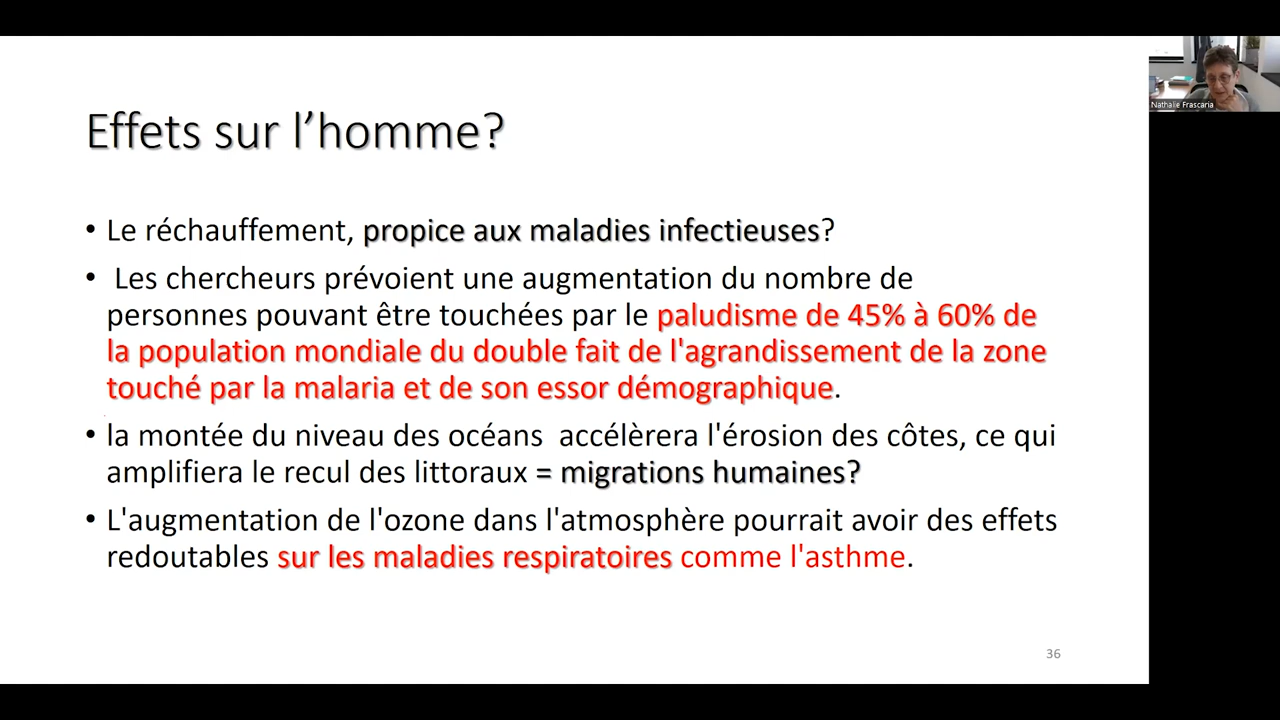 Effets sur l’homme?
• Le réchauffement, propice aux maladies infectieuses?
• Les chercheurs prévoient une augmentation du nombre de
personnes pouvant être touchées par le paludisme de 45% à 60% de
la population mondiale du double fait de l'agrandissement de la zone
touché par la malaria et de son essor démographique.
• la montée du niveau des océans  accélèrera l'érosion des côtes, ce qui
amplifiera le recul des littoraux = migrations humaines?
• L'augmentation de l'ozone dans l'atmosphère pourrait avoir des effets
redoutables sur les maladies respiratoires comme l'asthme.
36
Nathalie Frascaria